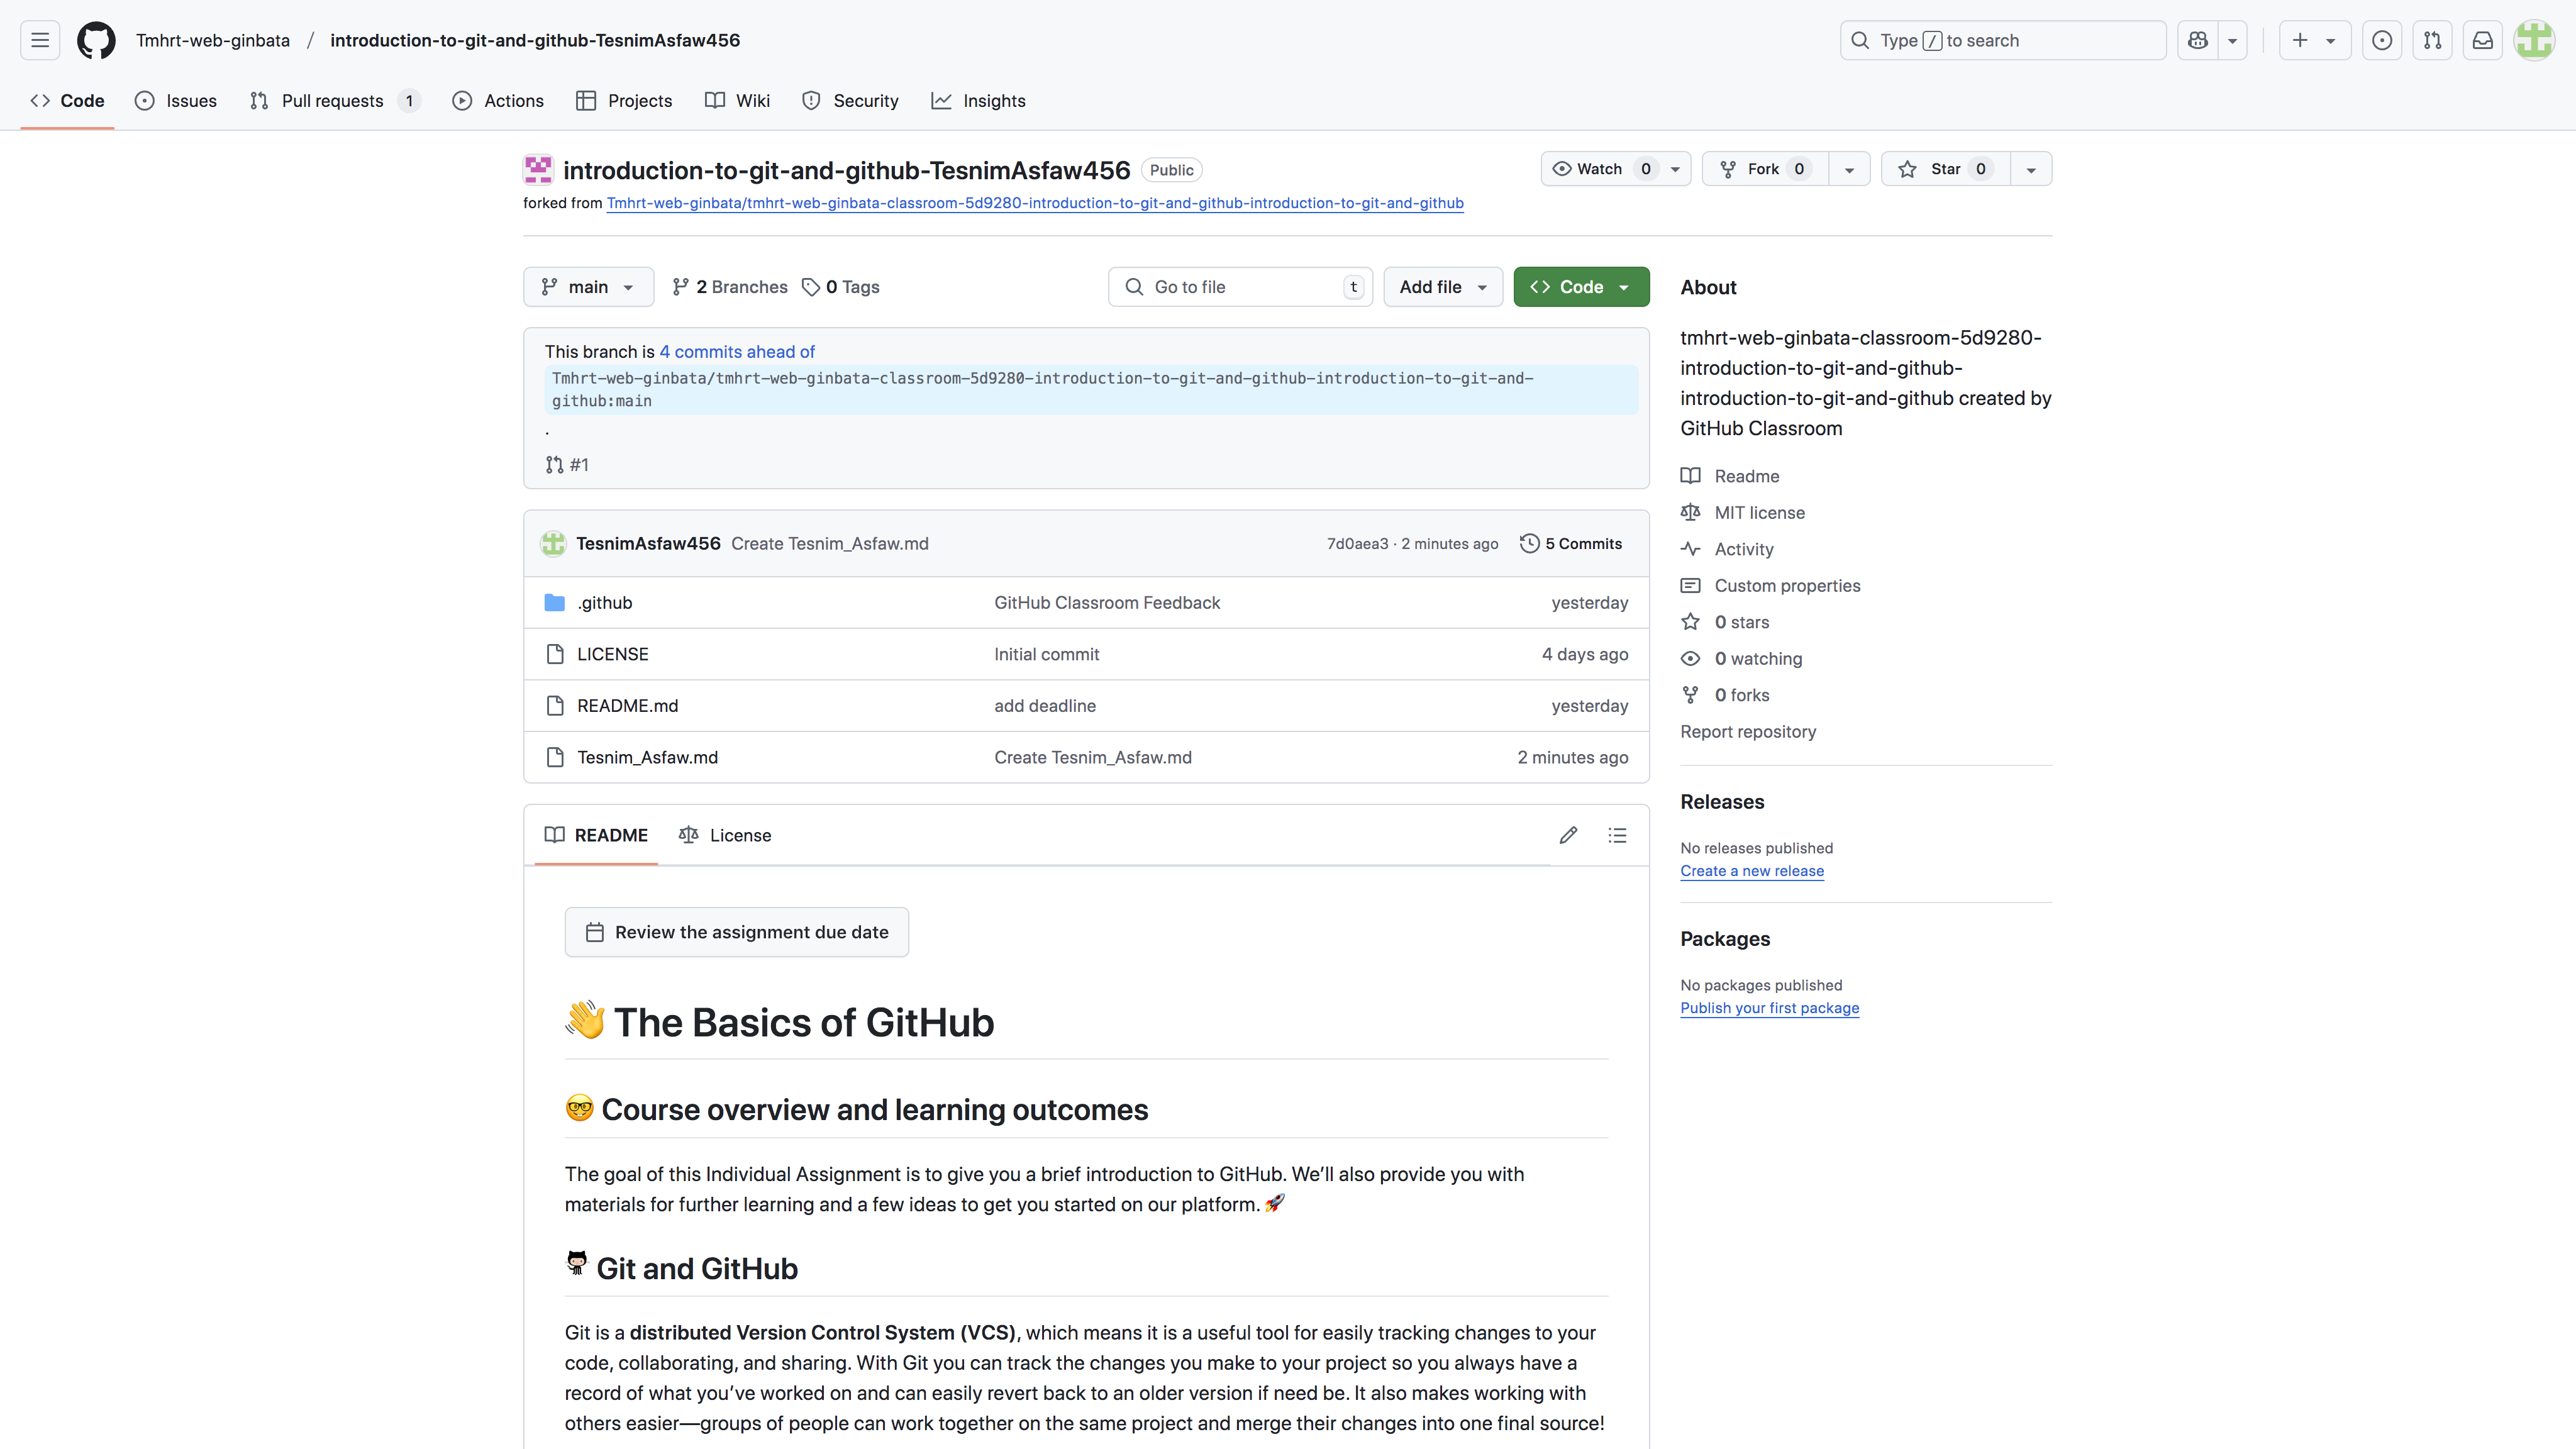 Tmhrt-web-ginbata / introduction-to-git-and-github-TesnimAsfaw456
Type / to search
Code Issues Pull requests 1 Actions Projects Wiki Security Insights
introduction-to-git-and-github-TesnimAsfaw456 Public
Watch 0 Fork 0 Star 0
forked from Tmhrt-web-ginbata/tmhrt-web-ginbata-classroom-5d9280-introduction-to-git-and-github-introduction-to-git-and-github
main 2 Branches 0 Tags
Go to file t Add file Code
This branch is 4 commits ahead of
Tmhrt-web-ginbata/tmhrt-web-ginbata-classroom-5d9280-introduction-to-git-and-github-introduction-to-git-and-
github:main
.
#1
TesnimAsfaw456 Create Tesnim_Asfaw.md 7d0aea3 · 2 minutes ago 5 Commits
.github GitHub Classroom Feedback yesterday
LICENSE Initial commit 4 days ago
README.md add deadline yesterday
Tesnim_Asfaw.md Create Tesnim_Asfaw.md 2 minutes ago
README License
Review the assignment due date
👋 The Basics of GitHub
🤓 Course overview and learning outcomes
The goal of this Individual Assignment is to give you a brief introduction to GitHub. We’ll also provide you with
materials for further learning and a few ideas to get you started on our platform. 🚀
Git and GitHub
Git is a distributed Version Control System (VCS), which means it is a useful tool for easily tracking changes to your
code, collaborating, and sharing. With Git you can track the changes you make to your project so you always have a
record of what you’ve worked on and can easily revert back to an older version if need be. It also makes working with
others easier—groups of people can work together on the same project and merge their changes into one final source!
About
tmhrt-web-ginbata-classroom-5d9280-
introduction-to-git-and-github-
introduction-to-git-and-github created by
GitHub Classroom
Readme
MIT license
Activity
Custom properties
0 stars
0 watching
0 forks
Report repository
Releases
No releases published
Create a new release
Packages
No packages published
Publish your first package